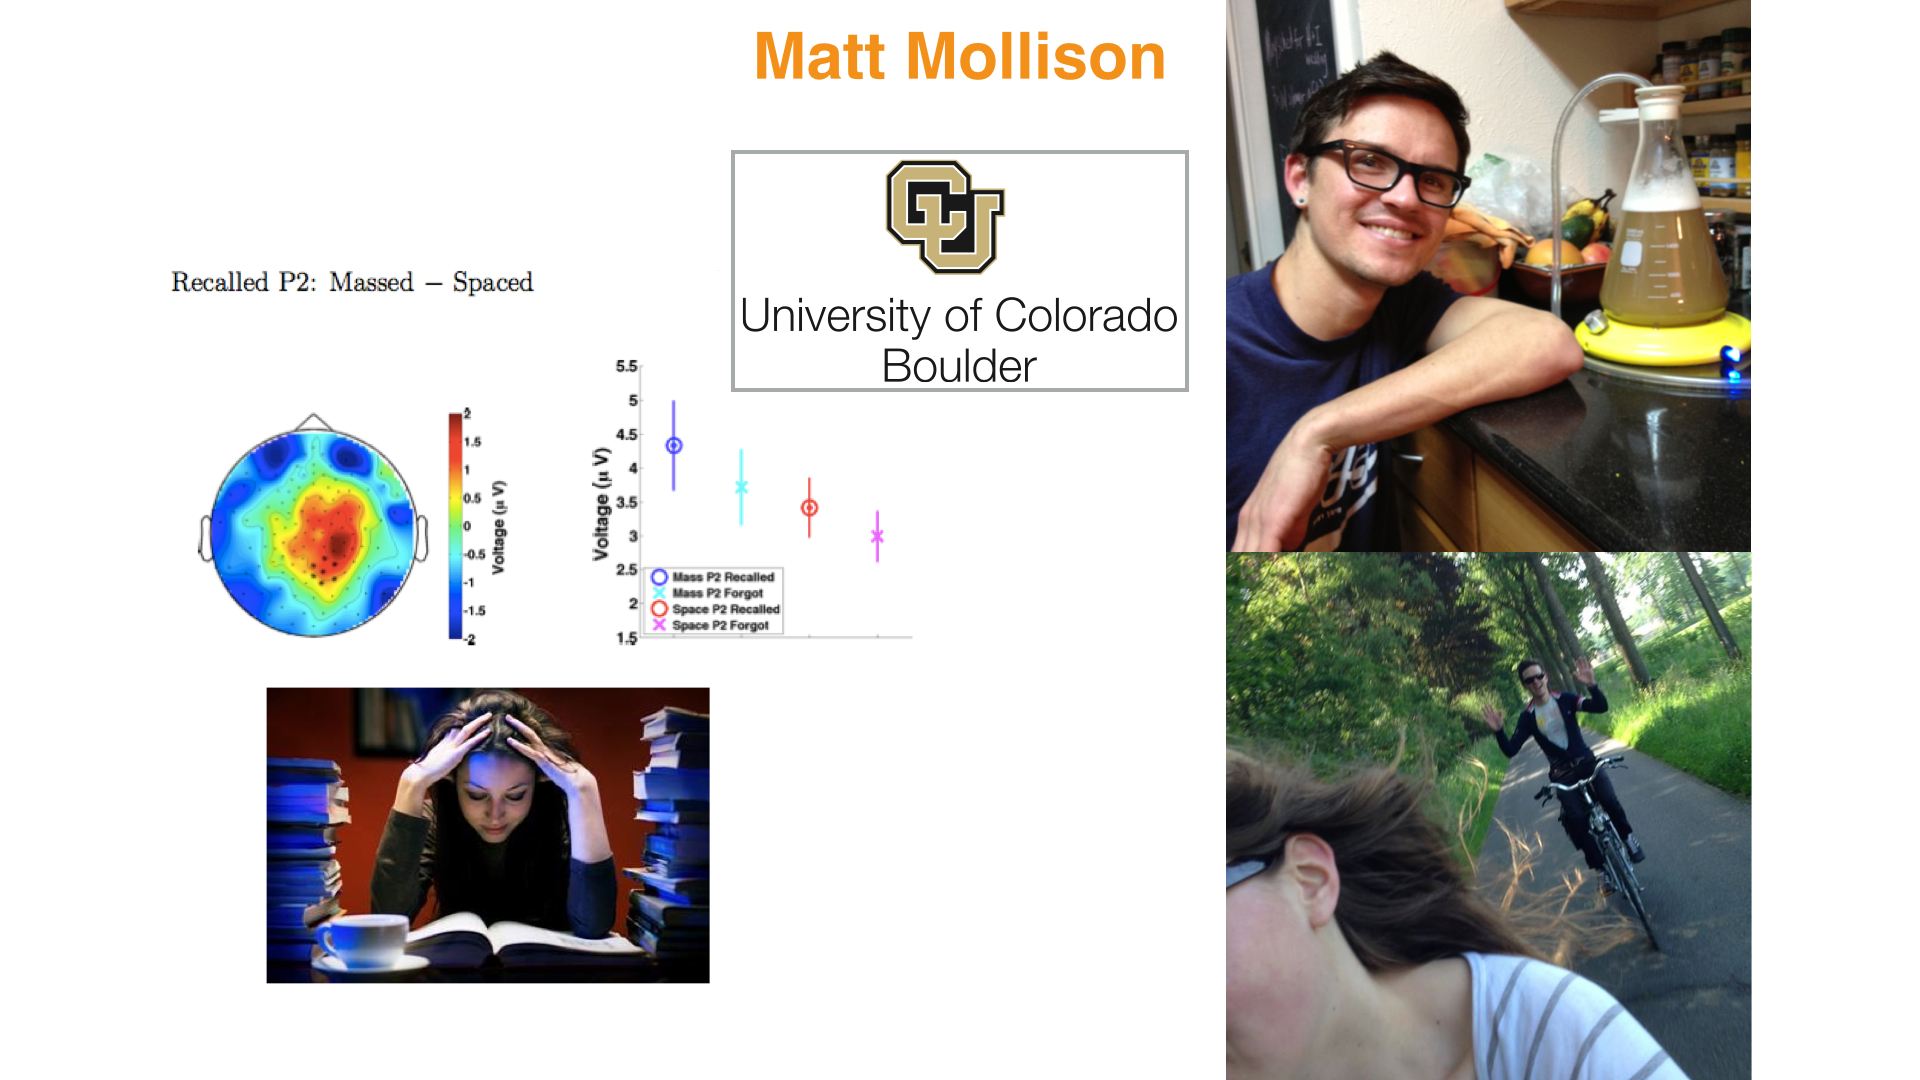 Matt Mollison
CU
University of Colorado
Boulder
Recalled P2: Massed – Spaced
2
1.5
1
0.5
0
-0.5
-1
-1.5
-2
Voltage (μ V)
5.5
5
4.5
4
3.5
3
2.5
2
1.5
Voltage (μ V)
Mass P2 Recalled
Mass P2 Forgot
Space P2 Recalled
Space P2 Forgot